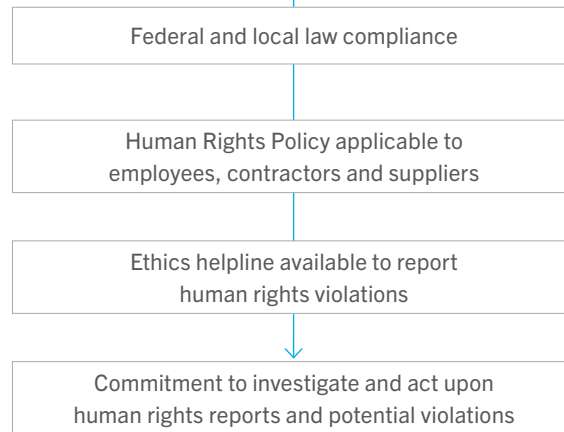 Federal and local law compliance
Human Rights Policy applicable to
employees, contractors and suppliers
Ethics helpline available to report
human rights violations
Commitment to investigate and act upon
human rights reports and potential violations